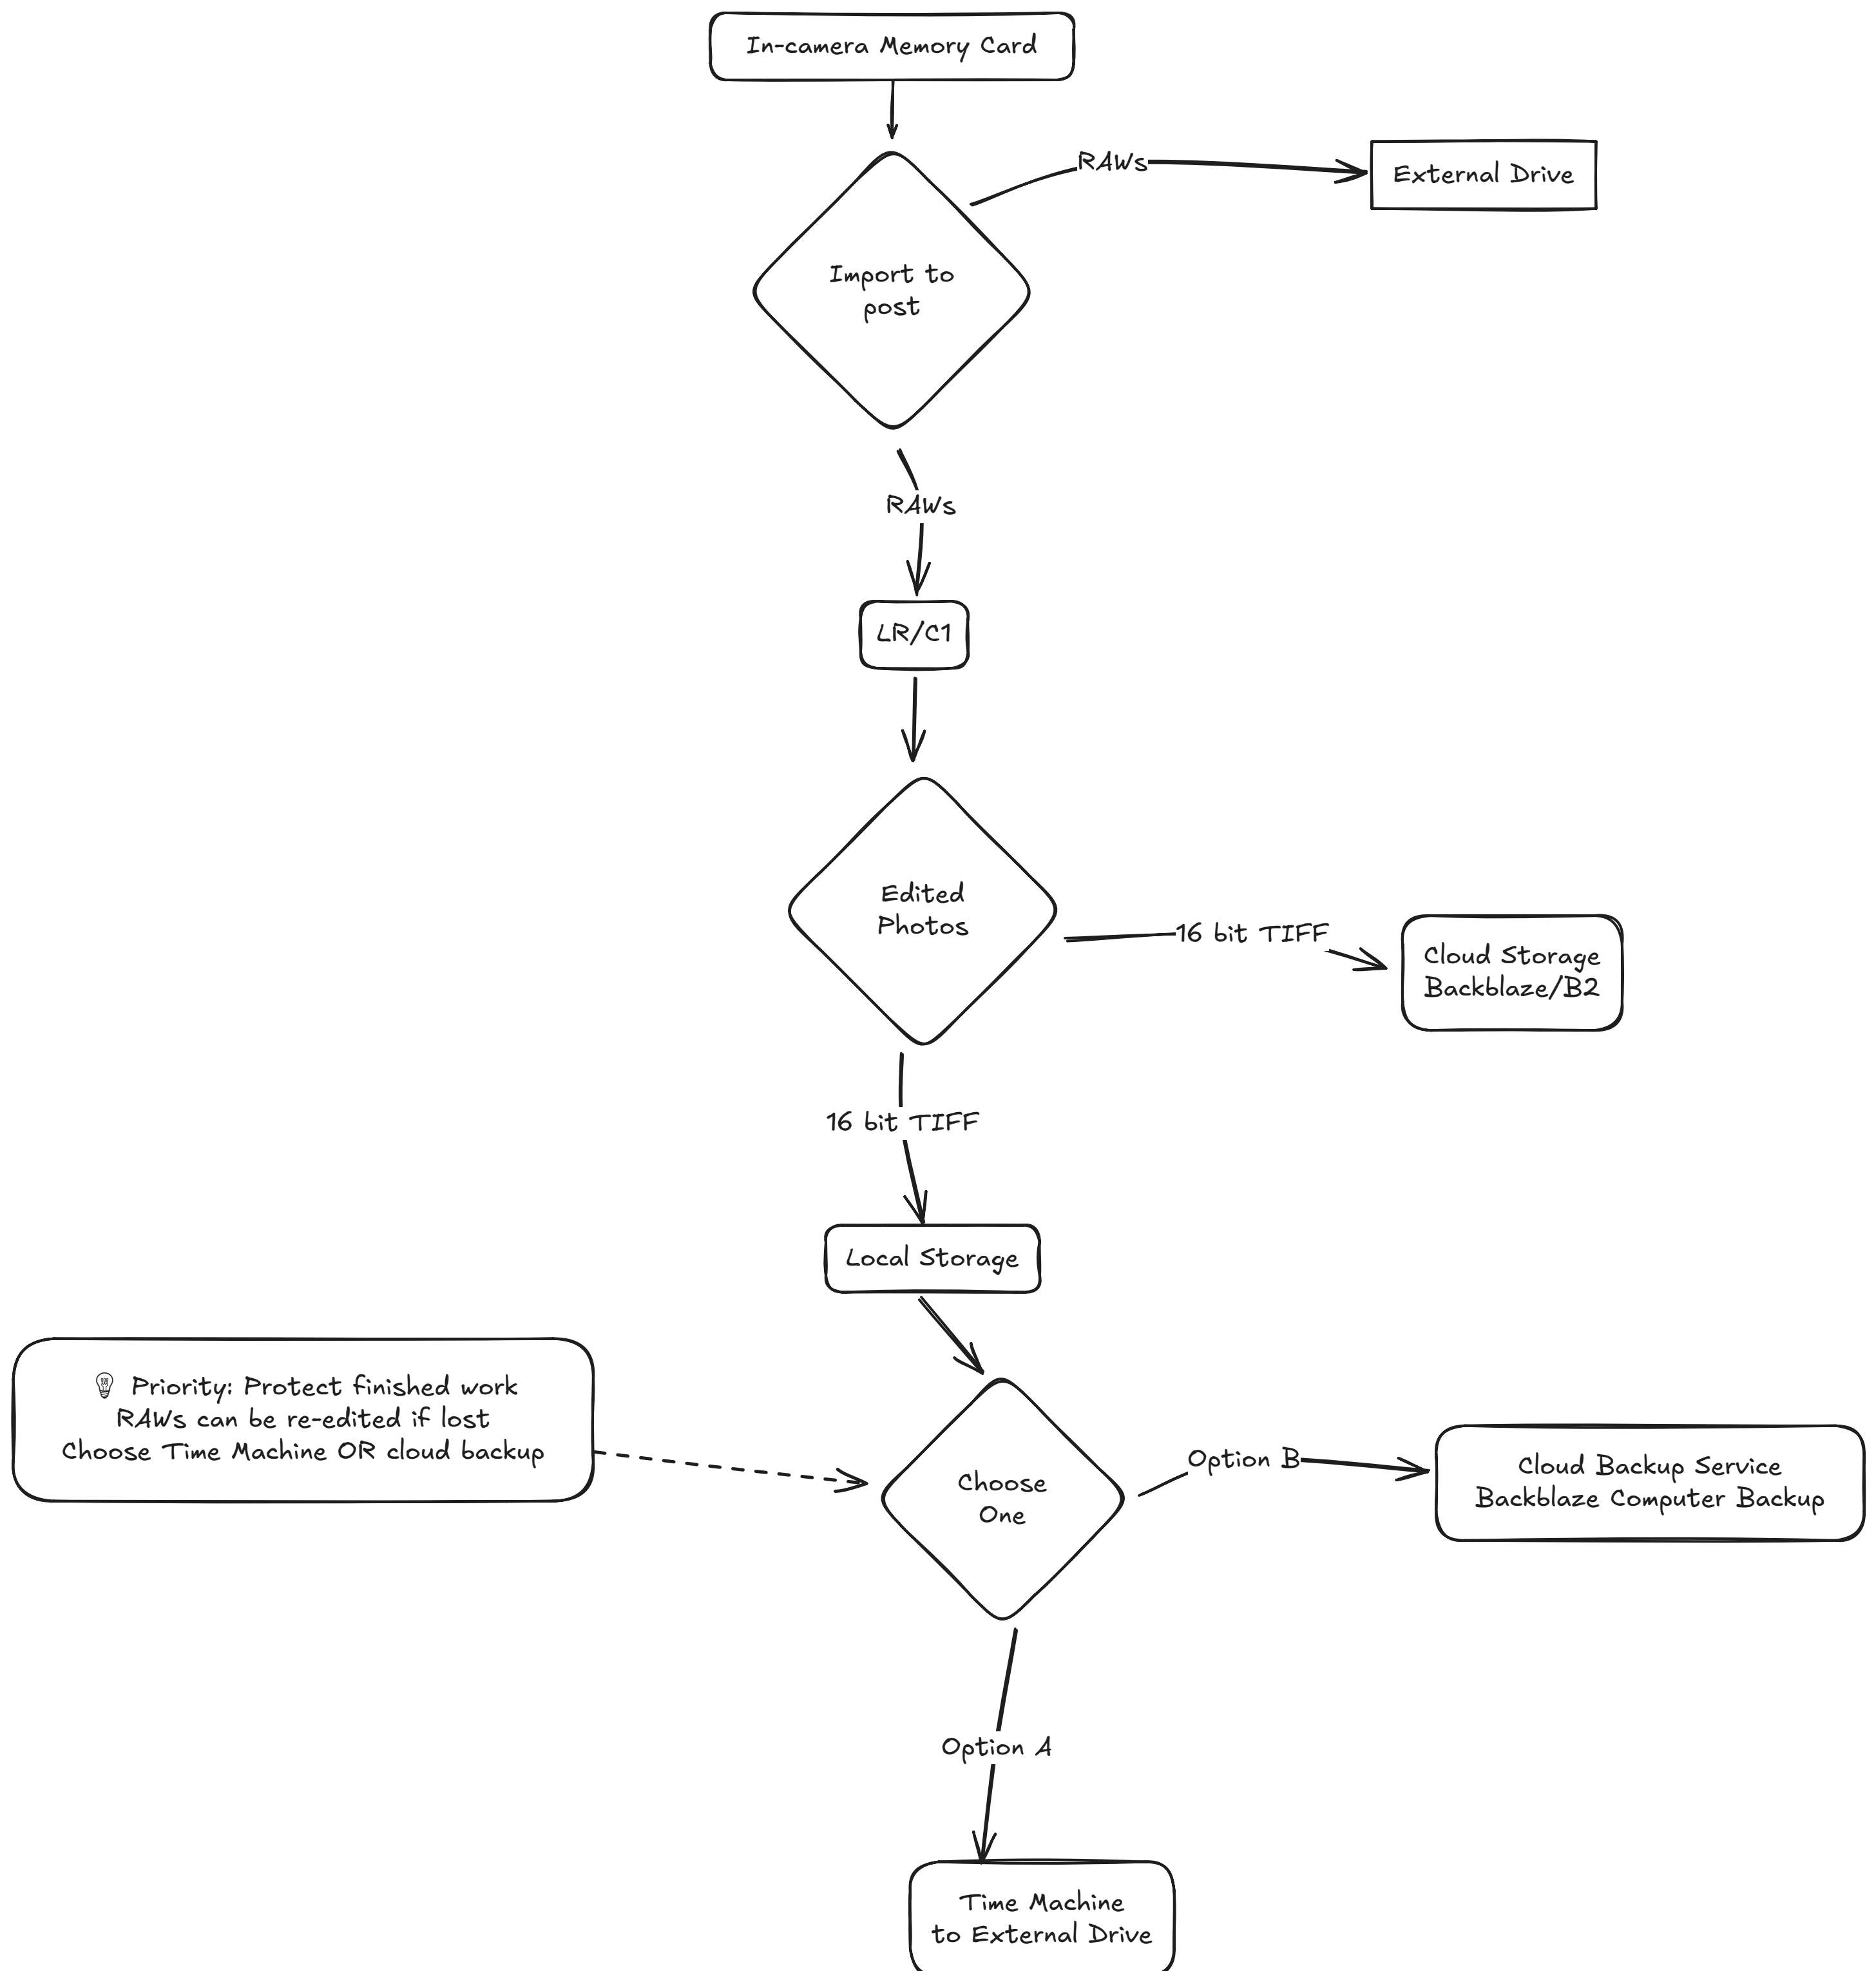 In-camera Memory Card
RAWs
External Drive
Import to
post
RAWs
LR/C1
Edited
Photos
16 bit TIFF
Cloud Storage
Backblaze/B2
16 bit TIFF
Local Storage
💡 Priority: Protect finished work
RAWs can be re-edited if lost
Choose Time Machine OR cloud backup
Choose
One
Option B
Cloud Backup Service
Backblaze Computer Backup
Option A
Time Machine
to External Drive